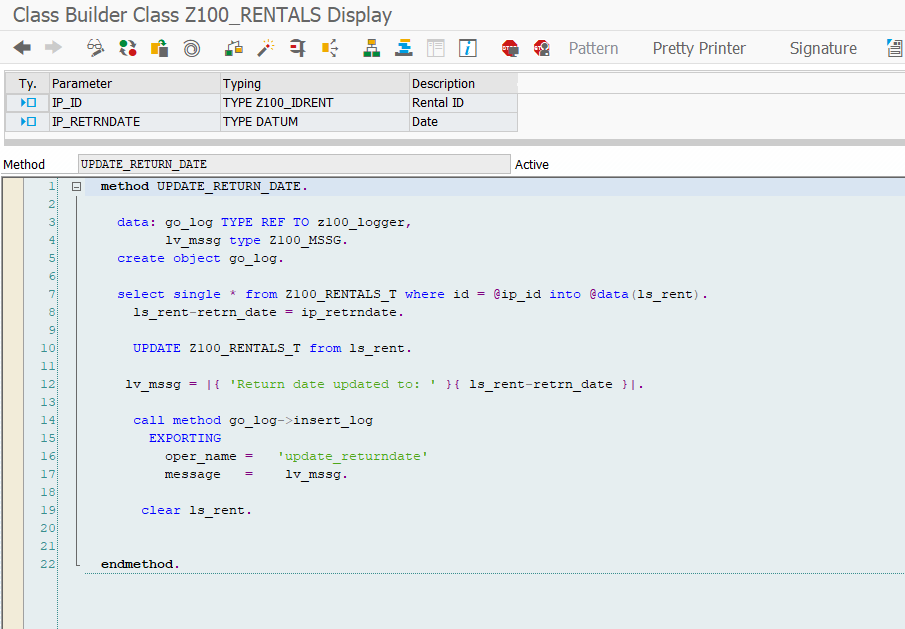 Class Builder Class Z100_RENTALS Display
Pattern Pretty Printer Signature
Ty. Parameter Typing Description
IP_ID TYPE Z100_IDRENT Rental ID
IP_RETRNDATE TYPE DATUM Date
Method UPDATE_RETURN_DATE Active
1 method UPDATE_RETURN_DATE.
2
3 data: go_log TYPE REF TO z100_logger,
4 lv_mssg type Z100_MSSG.
5 create object go_log.
6
7 select single * from Z100_RENTALS_T where id = @ip_id into @data(ls_rent).
8 ls_rent-retrn_date = ip_retrndate.
9
10 UPDATE Z100_RENTALS_T from ls_rent.
11
12 lv_mssg = |{ 'Return date updated to: ' }{ ls_rent-retrn_date }|.
13
14 call method go_log->insert_log
15 EXPORTING
16 oper_name = 'update_returndate'
17 message = lv_mssg.
18
19 clear ls_rent.
20
21
22 endmethod.